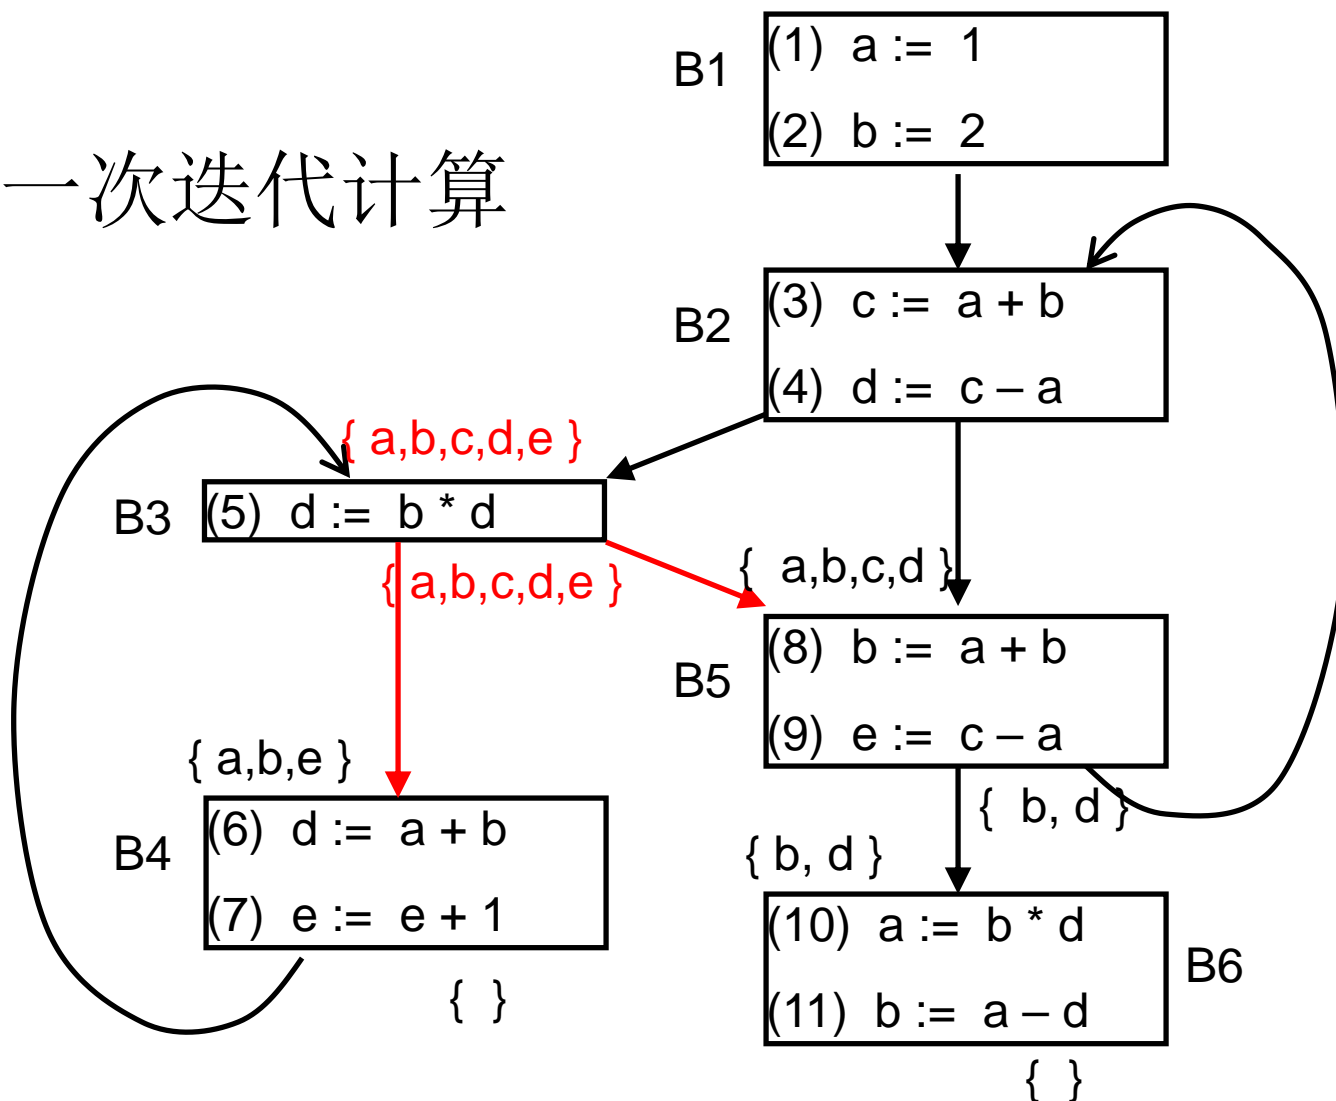 一次迭代计算
B1
(1) a := 1
(2) b := 2
B2
(3) c := a + b
(4) d := c – a
{ a,b,c,d,e }
B3
(5) d := b * d
{ a,b,c,d,e }
{ a,b,c,d }
B5
(8) b := a + b
(9) e := c – a
{ a,b,e }
{ b, d }
B4
(6) d := a + b
(7) e := e + 1
{ }
{ b, d }
(10) a := b * d
(11) b := a – d
B6
{ }